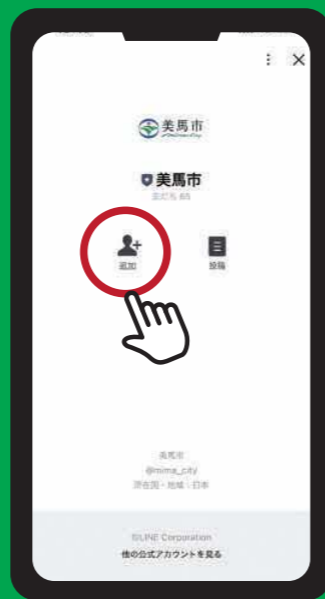 美馬市
美馬市
追加
投稿
美馬市
@mima_city
所在国・地域：日本
©LINE Corporation
他の公式アカウントを見る